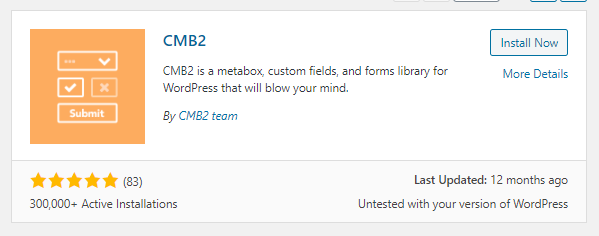 CMB2
Install Now
CMB2 is a metabox, custom fields, and forms library for
WordPress that will blow your mind.
More Details
By CMB2 team
Submit
(83)
Last Updated: 12 months ago
300,000+ Active Installations
Untested with your version of WordPress